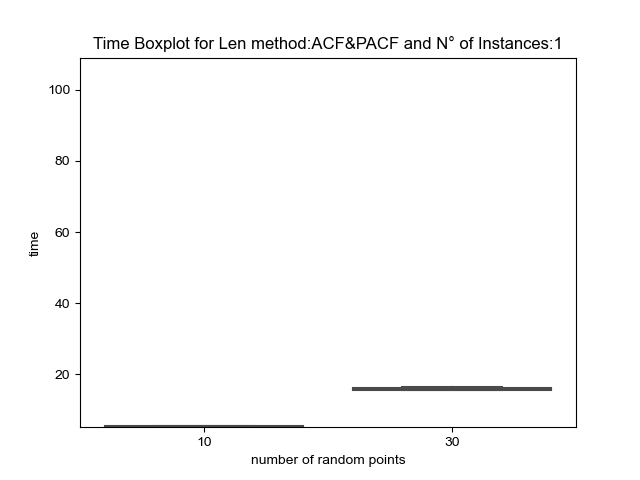 Time Boxplot for Len method:ACF&PACF and N° of Instances:1
100
80
60
40
20
time
10
30
number of random points